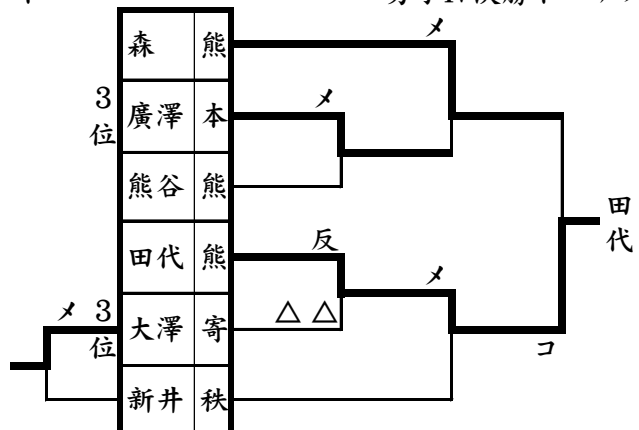 メ
森 熊
3位 廣澤 本 メ
熊谷 熊
田代
田代 熊 反 メ
メ 3位 大澤 寄 △ △
コ
新井 秩